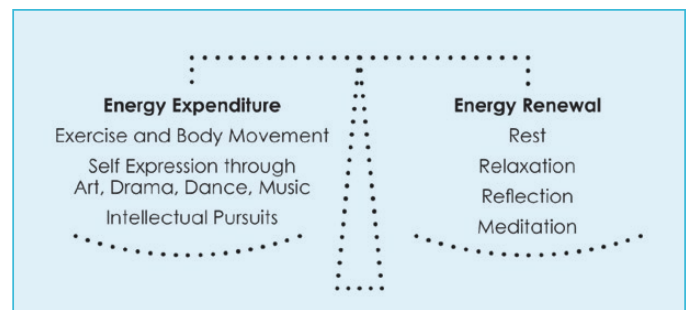 Energy Expenditure
Exercise and Body Movement
Self Expression through
Art, Drama, Dance, Music
Intellectual Pursuits
Energy Renewal
Rest
Relaxation
Reflection
Meditation